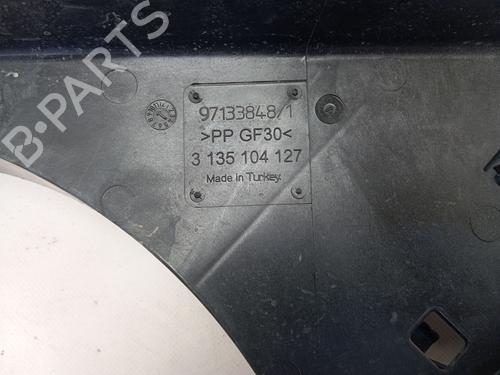 B-PARTS
97133848/1
>PP GF30<
3 135 104 127
Made in Turkey.